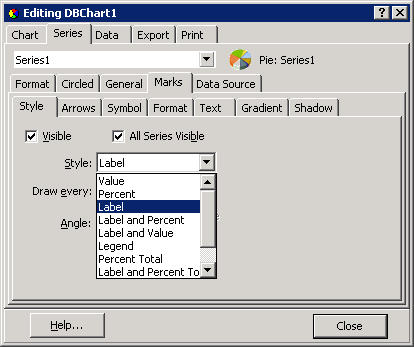 Editing DBChart1
Chart Series Data Export Print
Series1 Pie: Series1
Format Circled General Marks Data Source
Style Arrows Symbol Format Text Gradient Shadow
Visible All Series Visible
Style: Label
Value
Percent
Draw every: Label
Label and Percent
Angle: Label and Value
Legend
Percent Total
Label and Percent To
Help... Close